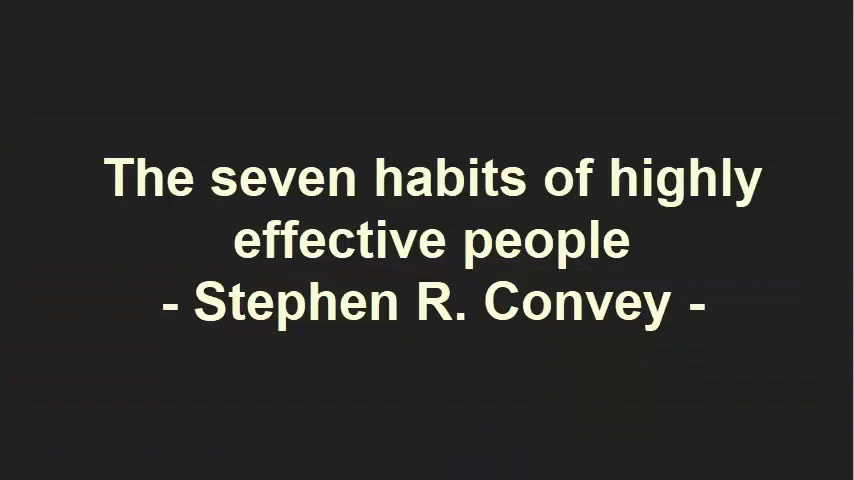 The seven habits of highly
effective people
- Stephen R. Convey -